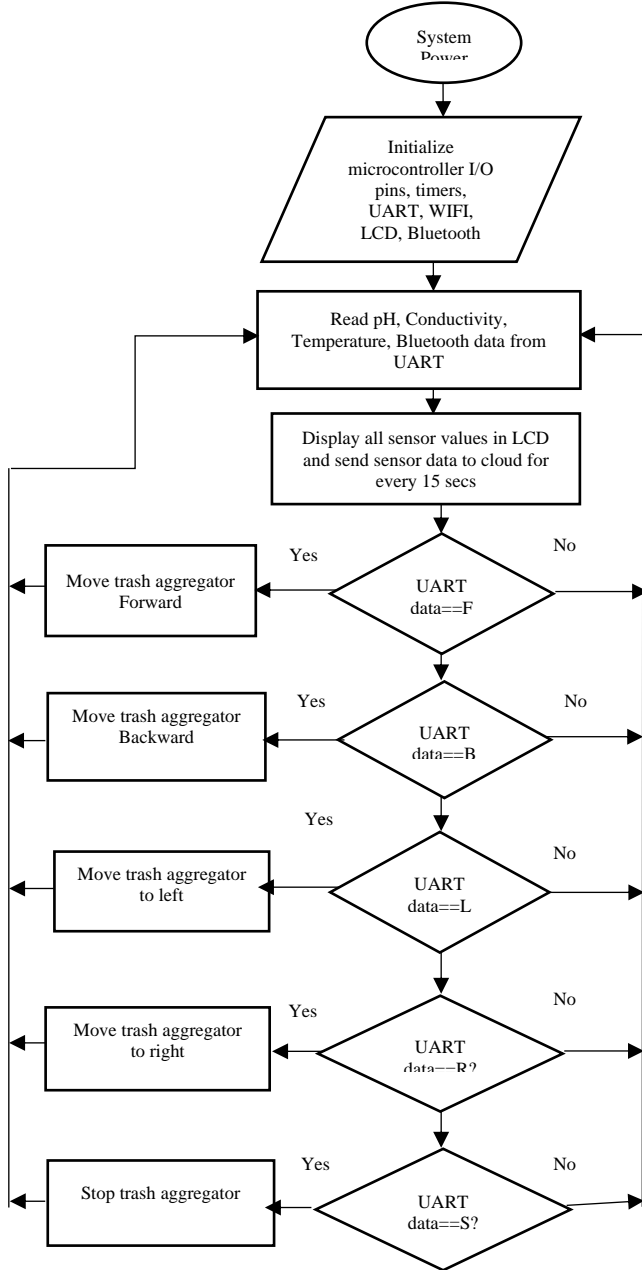 System
Power
Initialize
microcontroller I/O
pins, timers,
UART, WIFI,
LCD, Bluetooth
Read pH, Conductivity,
Temperature, Bluetooth data from
UART
Display all sensor values in LCD
and send sensor data to cloud for
every 15 secs
Yes
No
Move trash aggregator
Forward
UART
data==F
Yes
No
Move trash aggregator
Backward
UART
data==B
Yes
No
Move trash aggregator
to left
UART
data==L
Yes
No
Move trash aggregator
to right
UART
data==R?
Yes
No
Stop trash aggregator
UART
data==S?